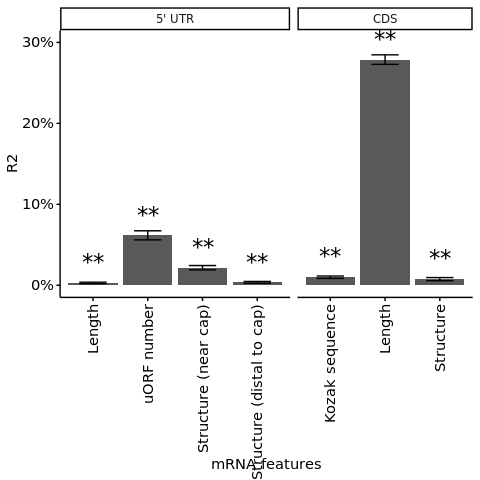 5' UTR
CDS
30%
20%
10%
0%
R2
**
**
**
**
**
**
**
Length
uORF number
Structure (near cap)
Structure (distal to cap)
Kozak sequence
Length
Structure
mRNA features